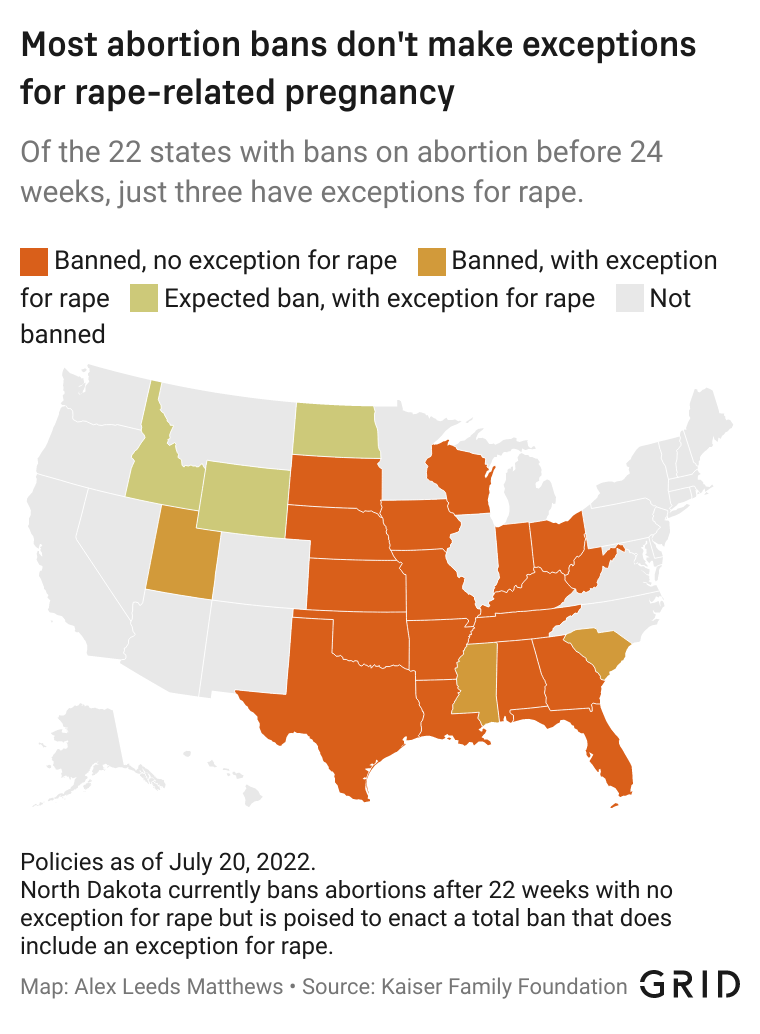 Most abortion bans don't make exceptions
for rape-related pregnancy
Of the 22 states with bans on abortion before 24
weeks, just three have exceptions for rape.
Banned, no exception for rape Banned, with exception
for rape Expected ban, with exception for rape Not
banned
Policies as of July 20, 2022.
North Dakota currently bans abortions after 22 weeks with no
exception for rape but is poised to enact a total ban that does
include an exception for rape.
Map: Alex Leeds Matthews • Source: Kaiser Family Foundation GRID